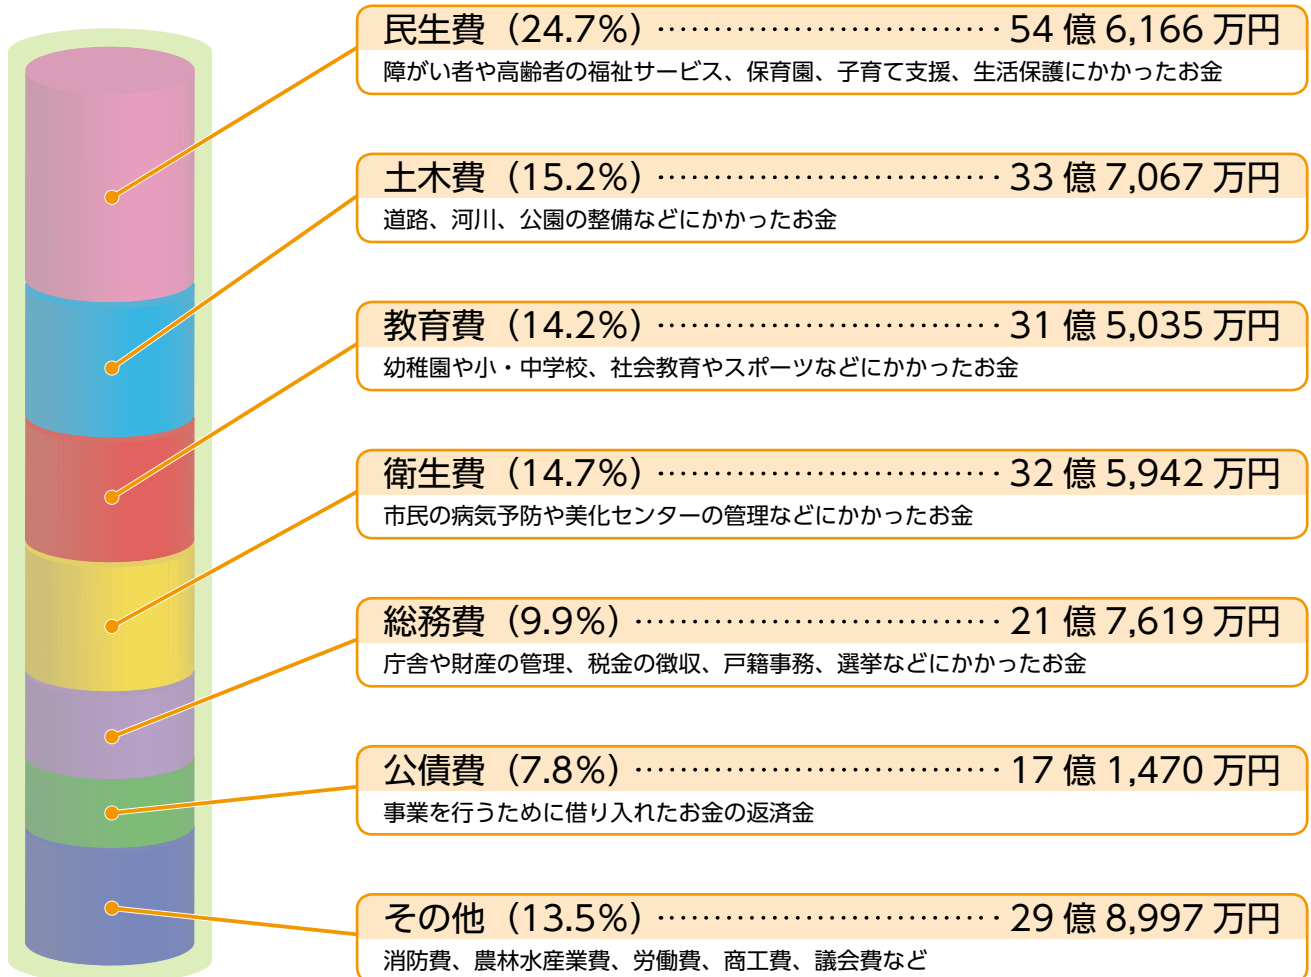 民生費（24.7%）‥‥‥‥‥‥‥‥‥‥‥‥‥‥‥ 54 億 6,166 万円
障がい者や高齢者の福祉サービス、保育園、子育て支援、生活保護にかかったお金
土木費（15.2%）‥‥‥‥‥‥‥‥‥‥‥‥‥‥‥ 33 億 7,067 万円
道路、河川、公園の整備などにかかったお金
教育費（14.2%）‥‥‥‥‥‥‥‥‥‥‥‥‥‥‥ 31 億 5,035 万円
幼稚園や小・中学校、社会教育やスポーツなどにかかったお金
衛生費（14.7%）‥‥‥‥‥‥‥‥‥‥‥‥‥‥‥ 32 億 5,942 万円
市民の病気予防や美化センターの管理などにかかったお金
総務費（9.9%）‥‥‥‥‥‥‥‥‥‥‥‥‥‥‥‥ 21 億 7,619 万円
庁舎や財産の管理、税金の徴収、戸籍事務、選挙などにかかったお金
公債費（7.8%）‥‥‥‥‥‥‥‥‥‥‥‥‥‥‥‥ 17 億 1,470 万円
事業を行うために借り入れたお金の返済金
その他（13.5%）‥‥‥‥‥‥‥‥‥‥‥‥‥‥‥ 29 億 8,997 万円
消防費、農林水産業費、労働費、商工費、議会費など